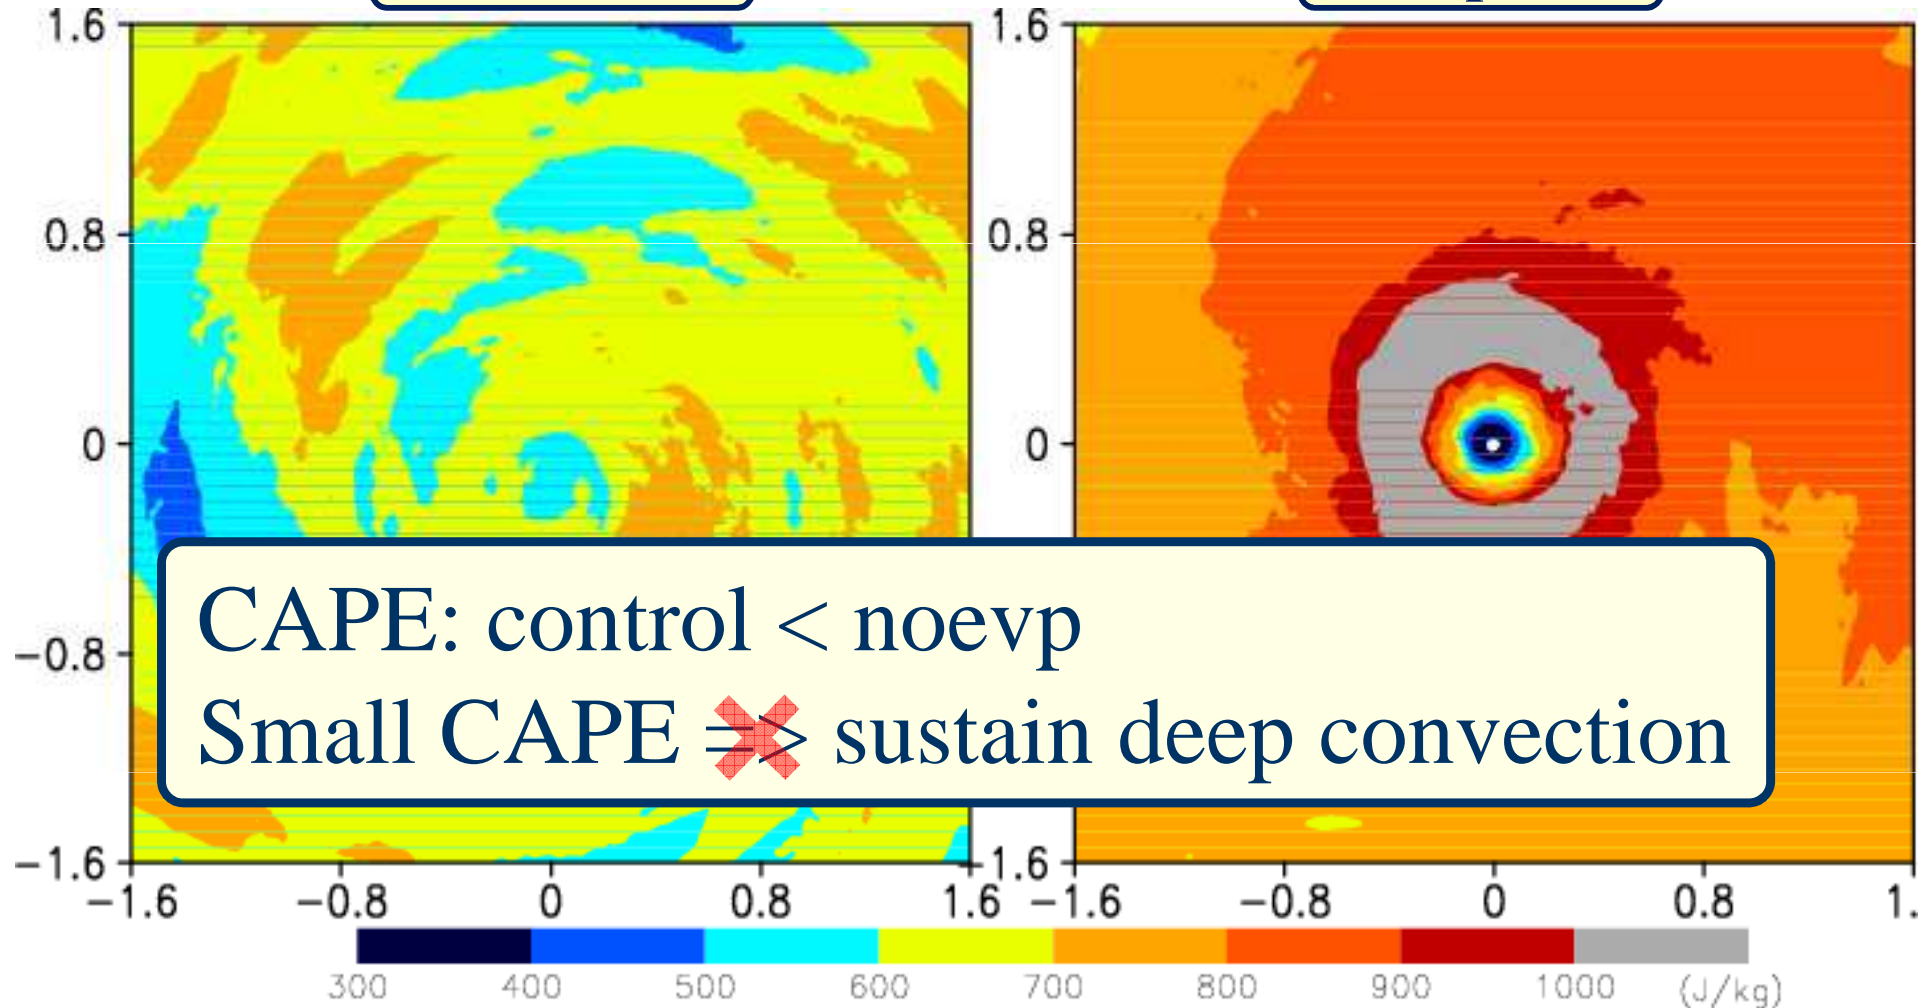 1.6
0.8
0
-0.8
-1.6
-1.6 -0.8 0 0.8 1.6
1.6
0.8
0
-1.6
-1.6 -0.8 0 0.8 1.
CAPE: control < noevp
Small CAPE => sustain deep convection
300 400 500 600 700 800 900 1000 (J/kg)